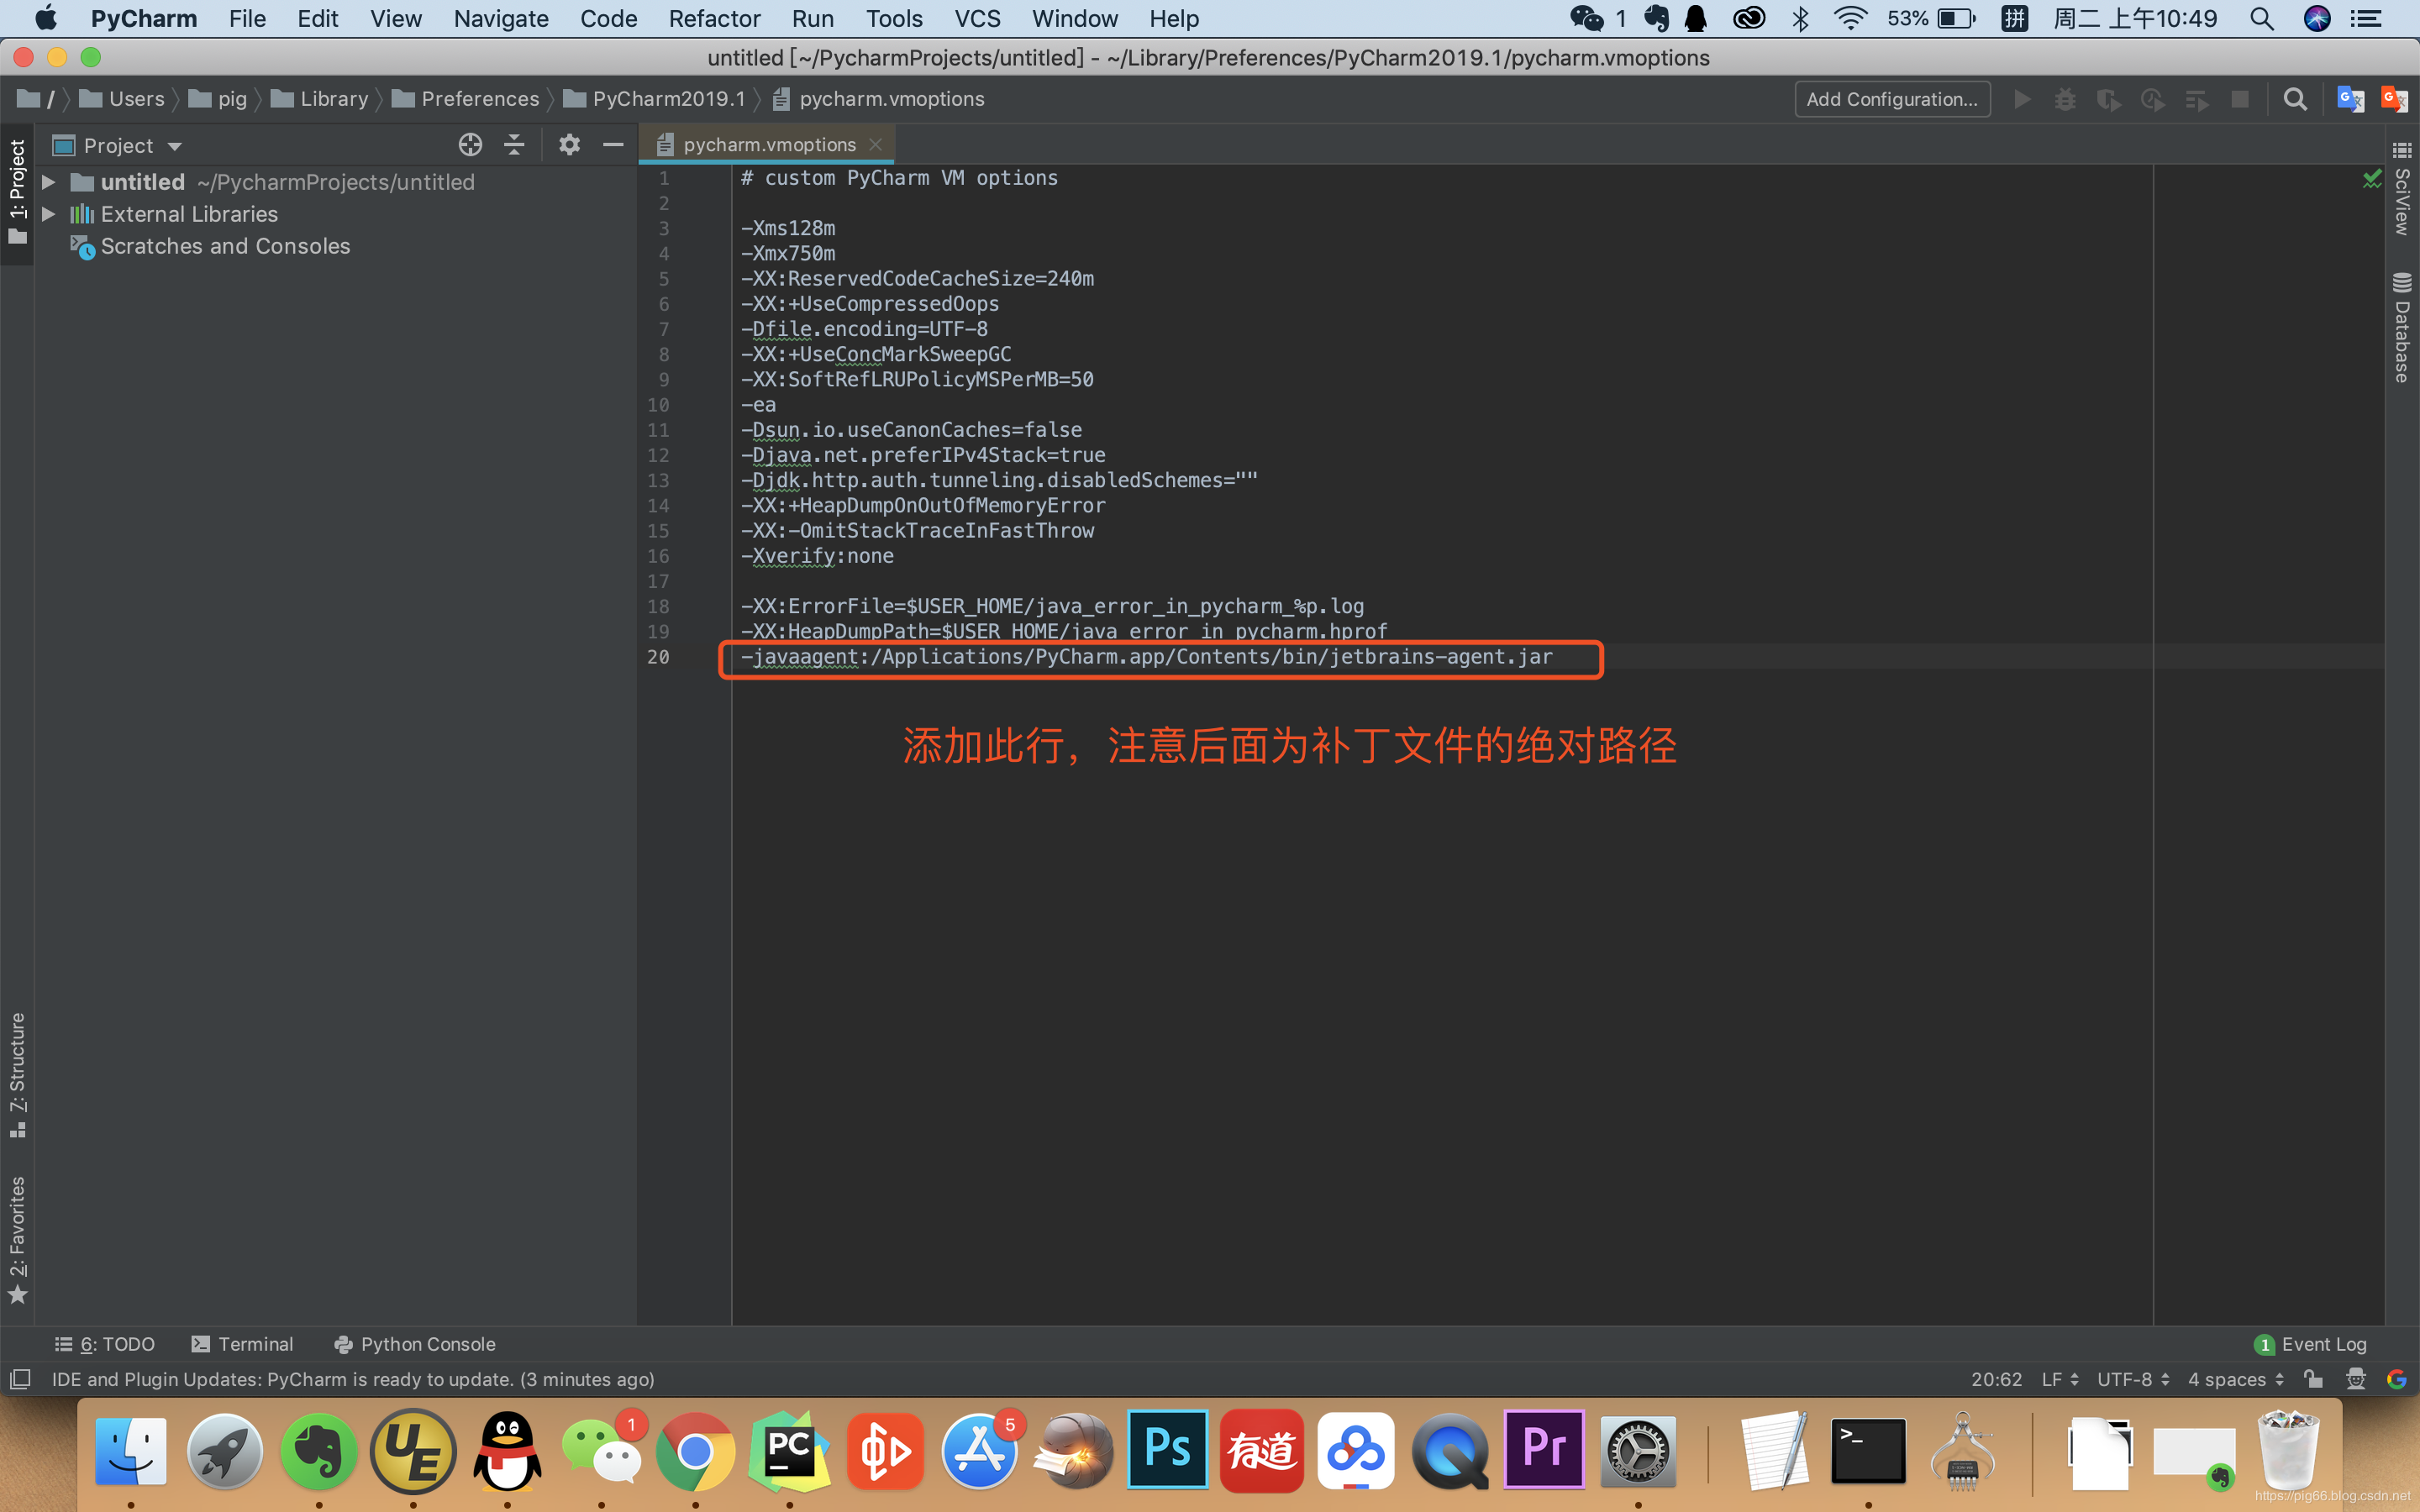 PyCharm File Edit View Navigate Code Refactor Run Tools VCS Window Help 1 53% 拼 周二 上午10:49
untitled [~/PycharmProjects/untitled] - ~/Library/Preferences/PyCharm2019.1/pycharm.vmoptions
/ Users pig Library Preferences PyCharm2019.1 pycharm.vmoptions Add Configuration...
1: Project
Project
pycharm.vmoptions
untitled ~/PycharmProjects/untitled
External Libraries
Scratches and Consoles
1 # custom PyCharm VM options
2
3 -Xms128m
4 -Xmx750m
5 -XX:ReservedCodeCacheSize=240m
6 -XX:+UseCompressedOops
7 -Dfile.encoding=UTF-8
8 -XX:+UseConcMarkSweepGC
9 -XX:SoftRefLRUPolicyMSPerMB=50
10 -ea
11 -Dsun.io.useCanonCaches=false
12 -Djava.net.preferIPv4Stack=true
13 -Djdk.http.auth.tunneling.disabledSchemes=""
14 -XX:+HeapDumpOnOutOfMemoryError
15 -XX:-OmitStackTraceInFastThrow
16 -Xverify:none
17
18 -XX:ErrorFile=$USER_HOME/java_error_in_pycharm_%p.log
19 -XX:HeapDumpPath=$USER_HOME/java_error_in_pycharm.hprof
20 -javaagent:/Applications/PyCharm.app/Contents/bin/jetbrains-agent.jar
添加此行，注意后面为补丁文件的绝对路径
SciView
Database
7: Structure
2: Favorites
6: TODO Terminal Python Console 1 Event Log
IDE and Plugin Updates: PyCharm is ready to update. (3 minutes ago) 20:62 LF UTF-8 4 spaces
UE 1 PC 5 Ps 有道 Pr >_
https://pig66.blog.csdn.net